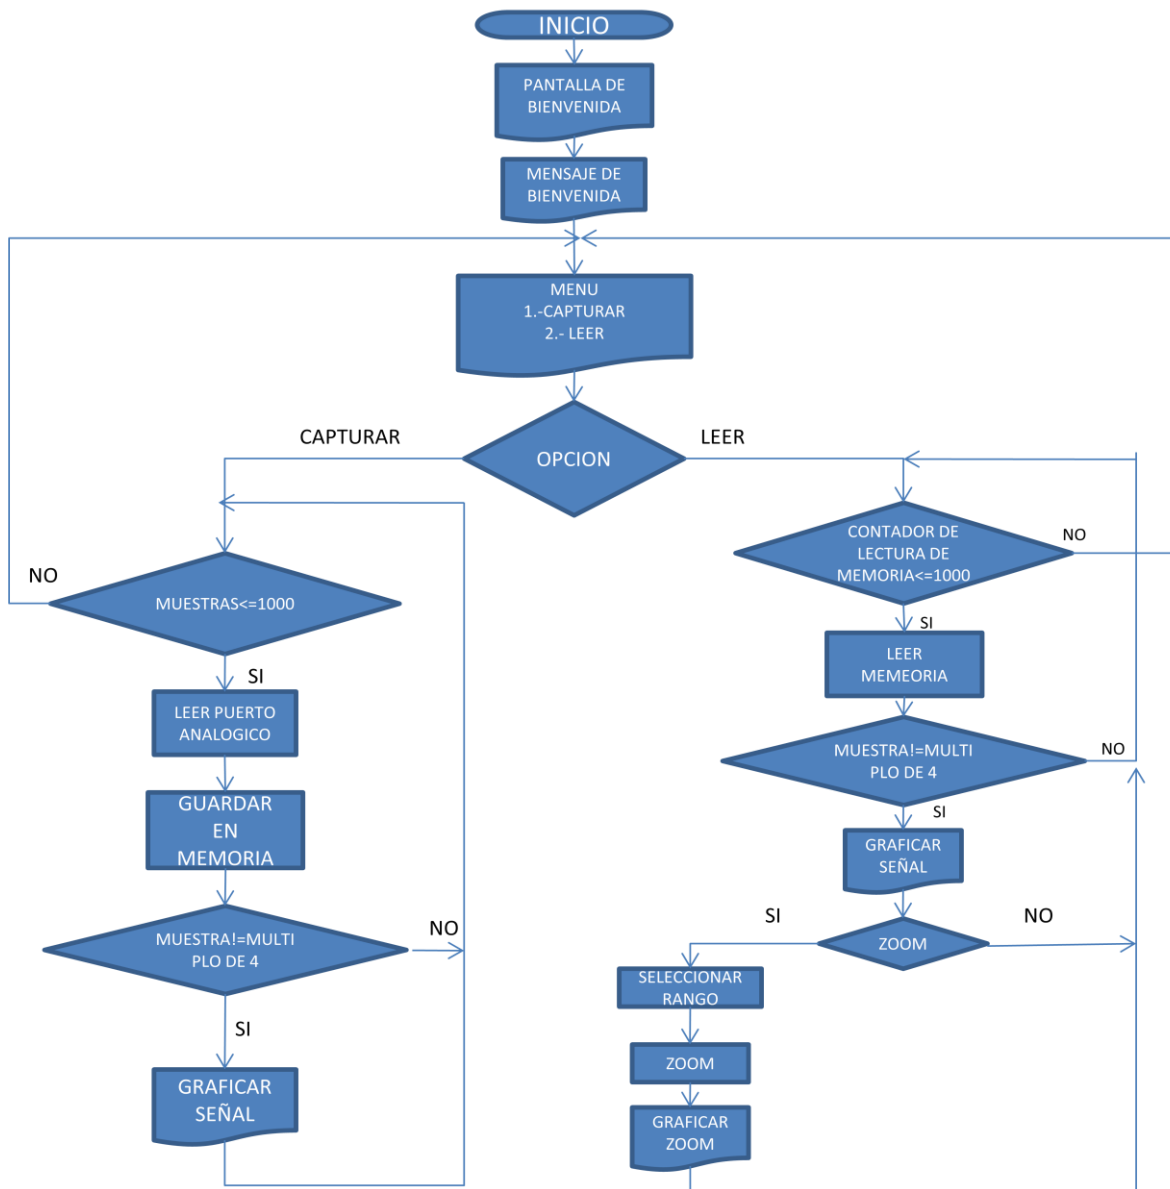 INICIO
PANTALLA DE
BIENVENIDA
MENSAJE DE
BIENVENIDA
MENU
1.-CAPTURAR
2.- LEER
OPCION
CAPTURAR
LEER
MUESTRAS<=1000
NO
SI
LEER PUERTO
ANALOGICO
GUARDAR
EN
MEMORIA
MUESTRA!=MULTI
PLO DE 4
NO
SI
GRAFICAR
SEÑAL
CONTADOR DE
LECTURA DE
MEMORIA<=1000
NO
SI
LEER
MEMEORIA
MUESTRA!=MULTI
PLO DE 4
NO
SI
GRAFICAR
SEÑAL
ZOOM
SI
NO
SELECCIONAR
RANGO
ZOOM
GRAFICAR
ZOOM